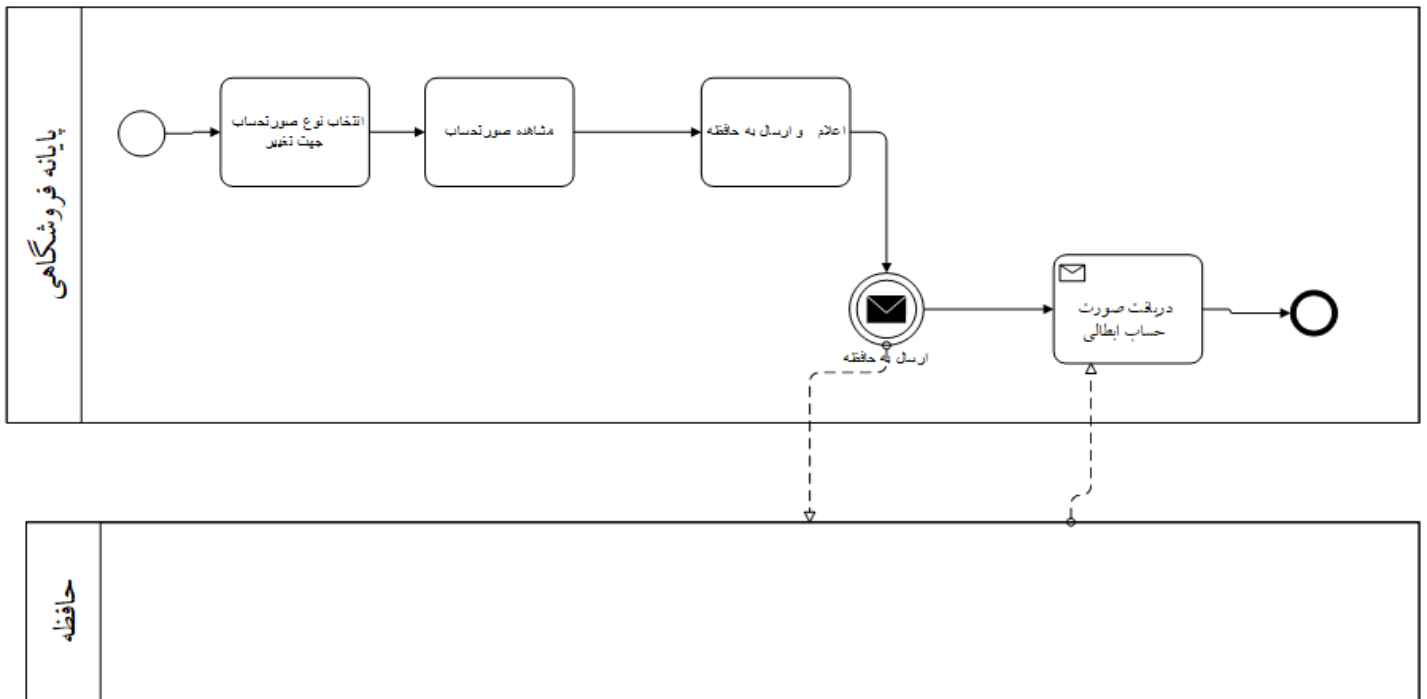 پایانه فروشگاهی
انتخاب نوع صورتحساب
جهت تغییر
مشاهده صورتحساب
اعلام و ارسال به حافظه
ارسال به حافظه
دریافت صورت
حساب ابطالی
حافظه